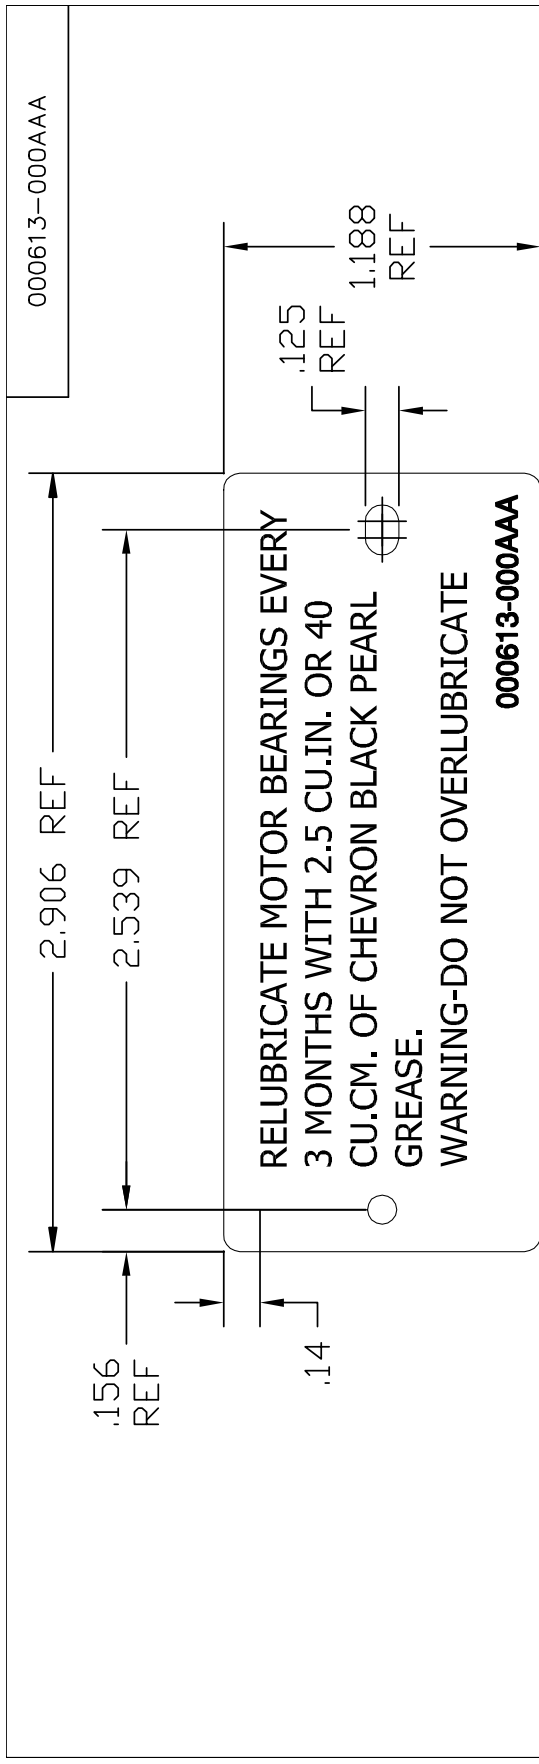 000613-000AAA
2.906 REF
2.539 REF
.156
REF
.14
.125
REF
1.188
REF
RELUBRICATE MOTOR BEARINGS EVERY
3 MONTHS WITH 2.5 CU.IN. OR 40
CU.CM. OF CHEVRON BLACK PEARL
GREASE.
WARNING-DO NOT OVERLUBRICATE
000613-000AAA